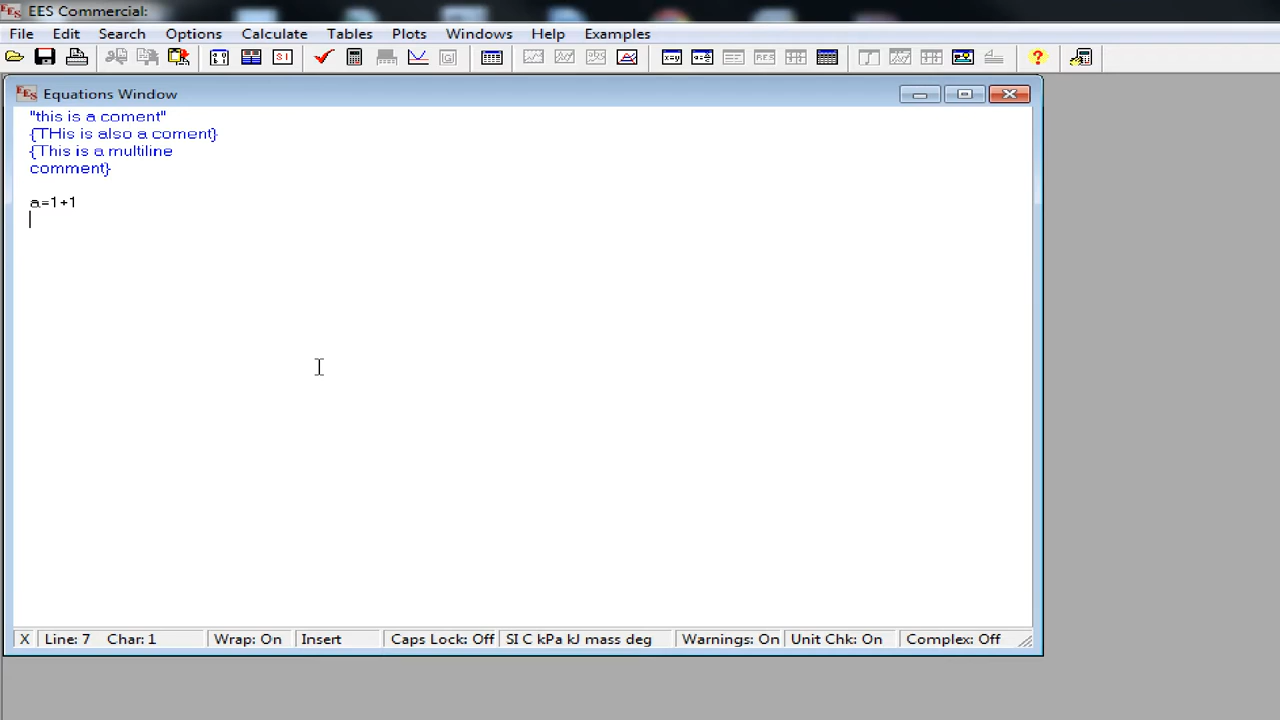 EES Commercial:
File Edit Search Options Calculate Tables Plots Windows Help Examples
EES Equations Window
"this is a coment"
{THis is also a coment}
{This is a multiline
comment}
a=1+1
X Line: 7 Char: 1 Wrap: On Insert Caps Lock: Off SI C kPa kJ mass deg Warnings: On Unit Chk: On Complex: Off